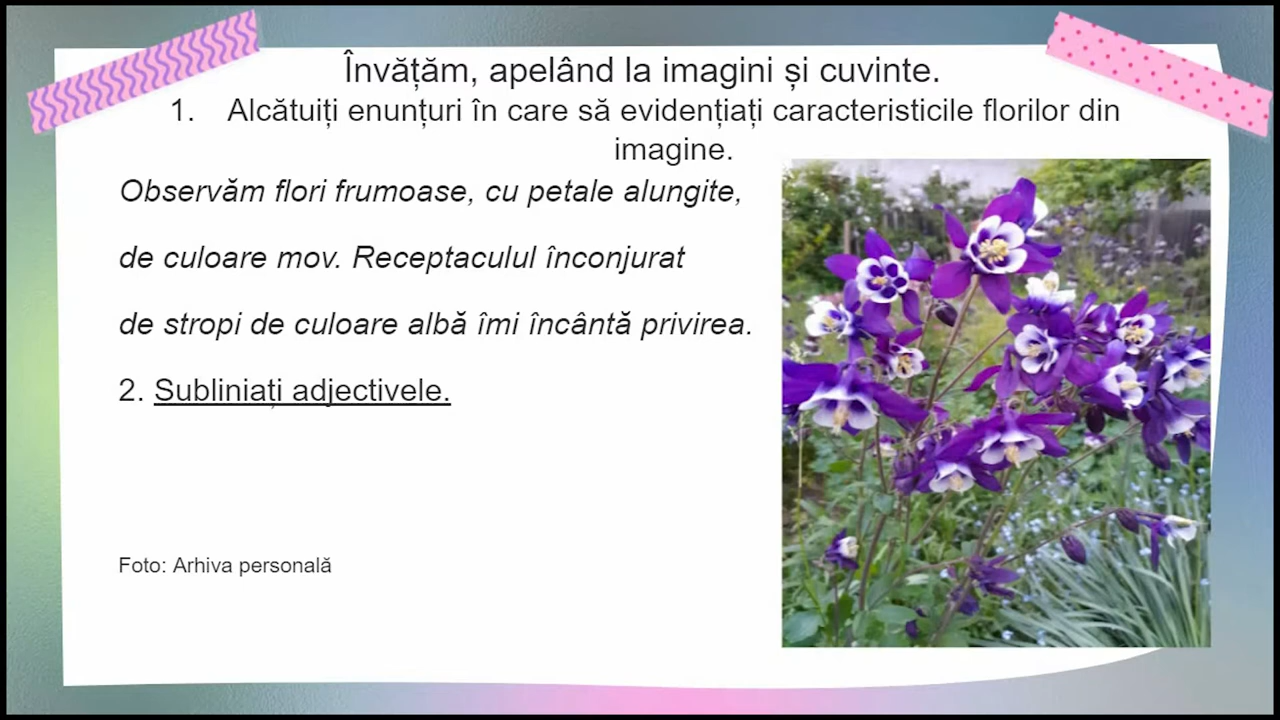 Învățăm, apelând la imagini și cuvinte.
1. Alcătuiți enunțuri în care să evidențiați caracteristicile florilor din
imagine.
Observăm flori frumoase, cu petale alungite,
de culoare mov. Receptaculul înconjurat
de stropi de culoare albă îmi încântă privirea.
2. Subliniați adjectivele.
Foto: Arhiva personală